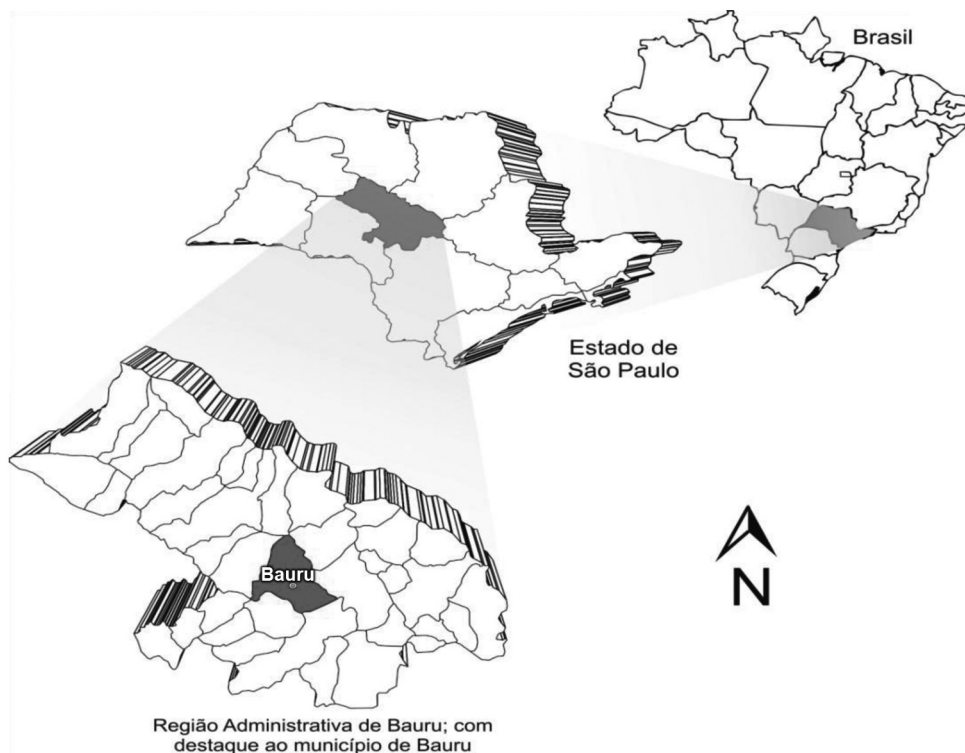 Brasil
Estado de
São Paulo
Bauru
N
Região Administrativa de Bauru; com
destaque ao município de Bauru